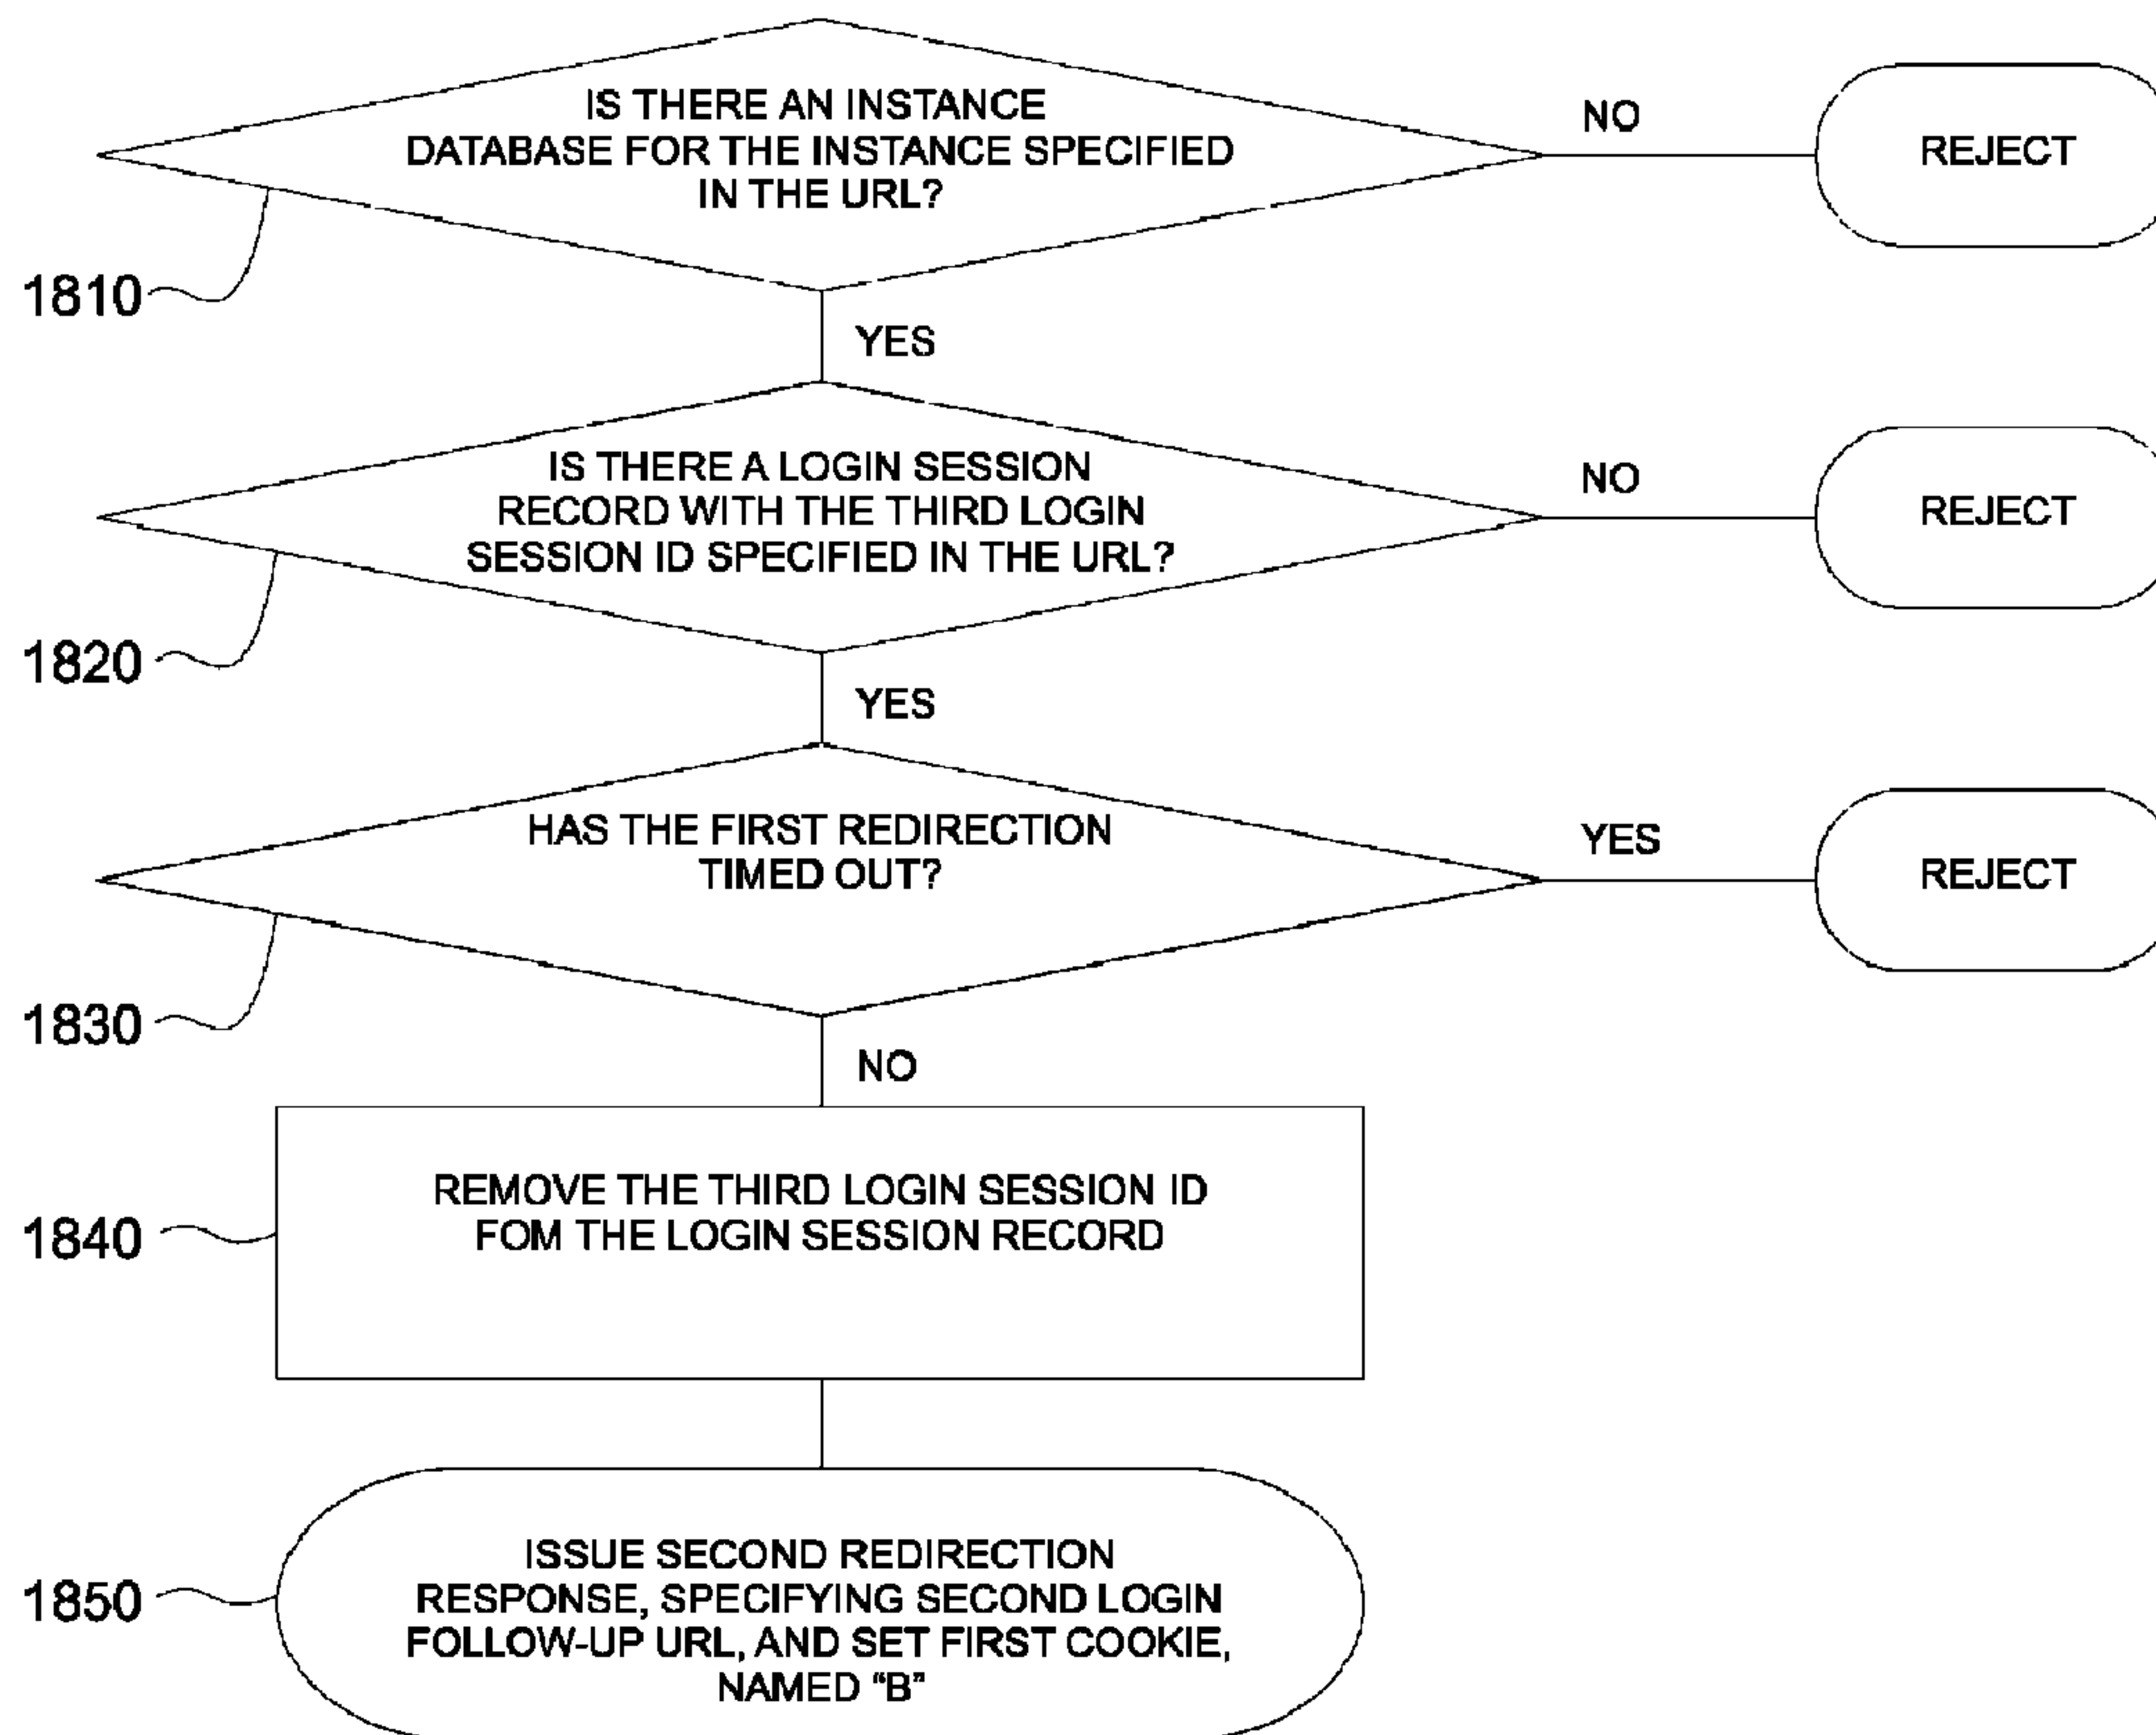 IS THERE AN INSTANCE
DATABASE FOR THE INSTANCE SPECIFIED
IN THE URL?
NO
REJECT
1810
YES
IS THERE A LOGIN SESSION
RECORD WITH THE THIRD LOGIN
SESSION ID SPECIFIED IN THE URL?
NO
REJECT
1820
YES
HAS THE FIRST REDIRECTION
TIMED OUT?
YES
REJECT
1830
NO
REMOVE THE THIRD LOGIN SESSION ID
FOM THE LOGIN SESSION RECORD
1840
ISSUE SECOND REDIRECTION
RESPONSE, SPECIFYING SECOND LOGIN
FOLLOW-UP URL, AND SET FIRST COOKIE,
NAMED “B”
1850